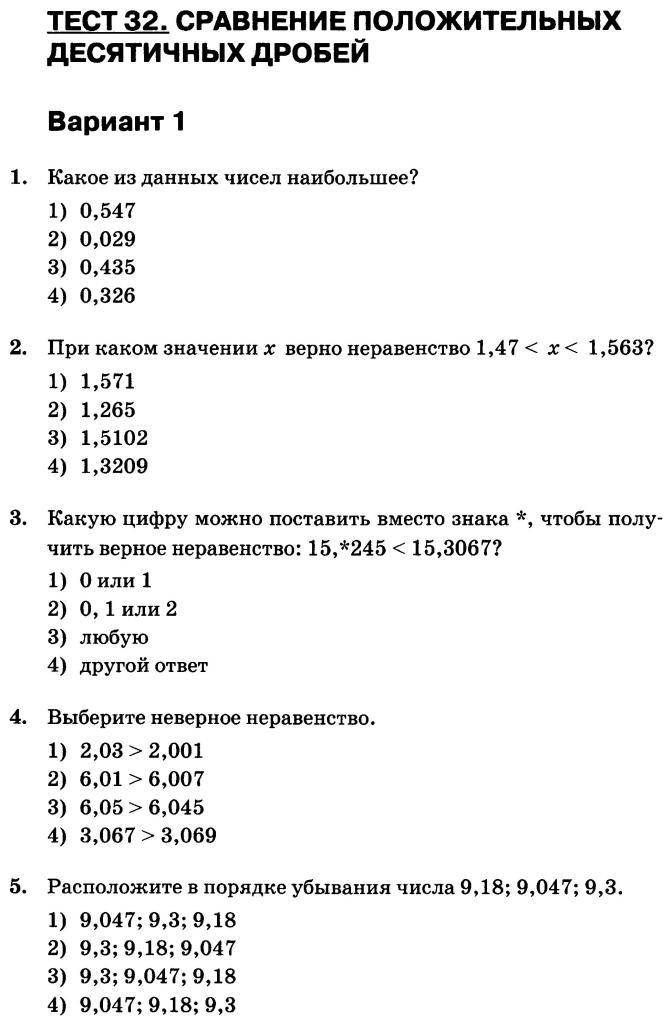 ТЕСТ 32. СРАВНЕНИЕ ПОЛОЖИТЕЛЬНЫХ
ДЕСЯТИЧНЫХ ДРОБЕЙ
Вариант 1
1. Какое из данных чисел наибольшее?
1) 0,547
2) 0,029
3) 0,435
4) 0,326
2. При каком значении x верно неравенство 1,47 < x < 1,563?
1) 1,571
2) 1,265
3) 1,5102
4) 1,3209
3. Какую цифру можно поставить вместо знака *, чтобы полу-
чить верное неравенство: 15,*245 < 15,3067?
1) 0 или 1
2) 0, 1 или 2
3) любую
4) другой ответ
4. Выберите неверное неравенство.
1) 2,03 > 2,001
2) 6,01 > 6,007
3) 6,05 > 6,045
4) 3,067 > 3,069
5. Расположите в порядке убывания числа 9,18; 9,047; 9,3.
1) 9,047; 9,3; 9,18
2) 9,3; 9,18; 9,047
3) 9,3; 9,047; 9,18
4) 9,047; 9,18; 9,3